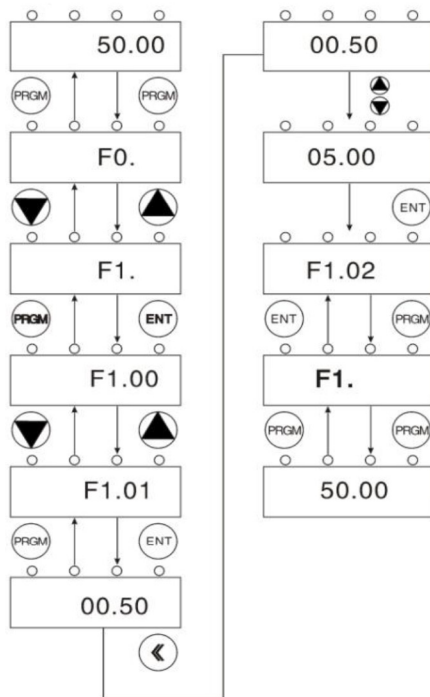 50.00
PRGM PRGM
F0.
F1.
PRGM ENT
F1.00
F1.01
PRGM ENT
00.50
00.50
05.00
ENT
F1.02
ENT PRGM
F1.
PRGM PRGM
50.00